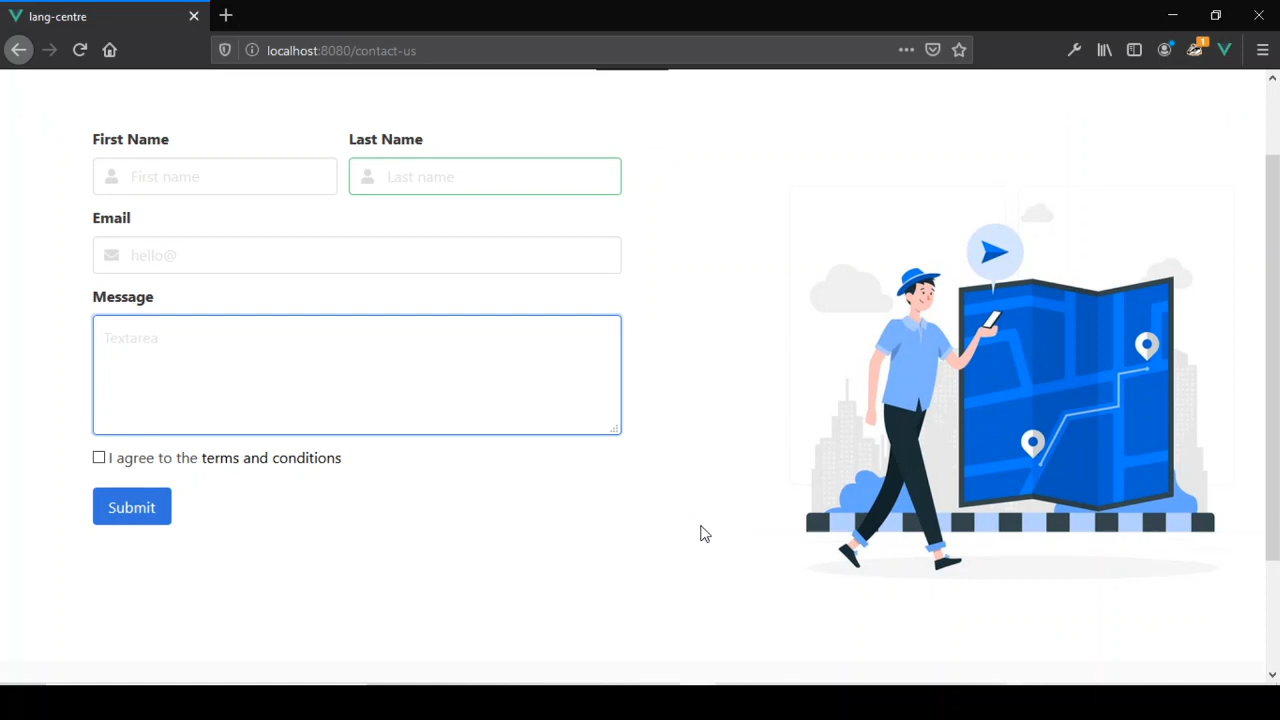 lang-centre
localhost:8080/contact-us
1
First Name Last Name
First name Last name
Email
hello@
Message
Textarea
I agree to the terms and conditions
Submit